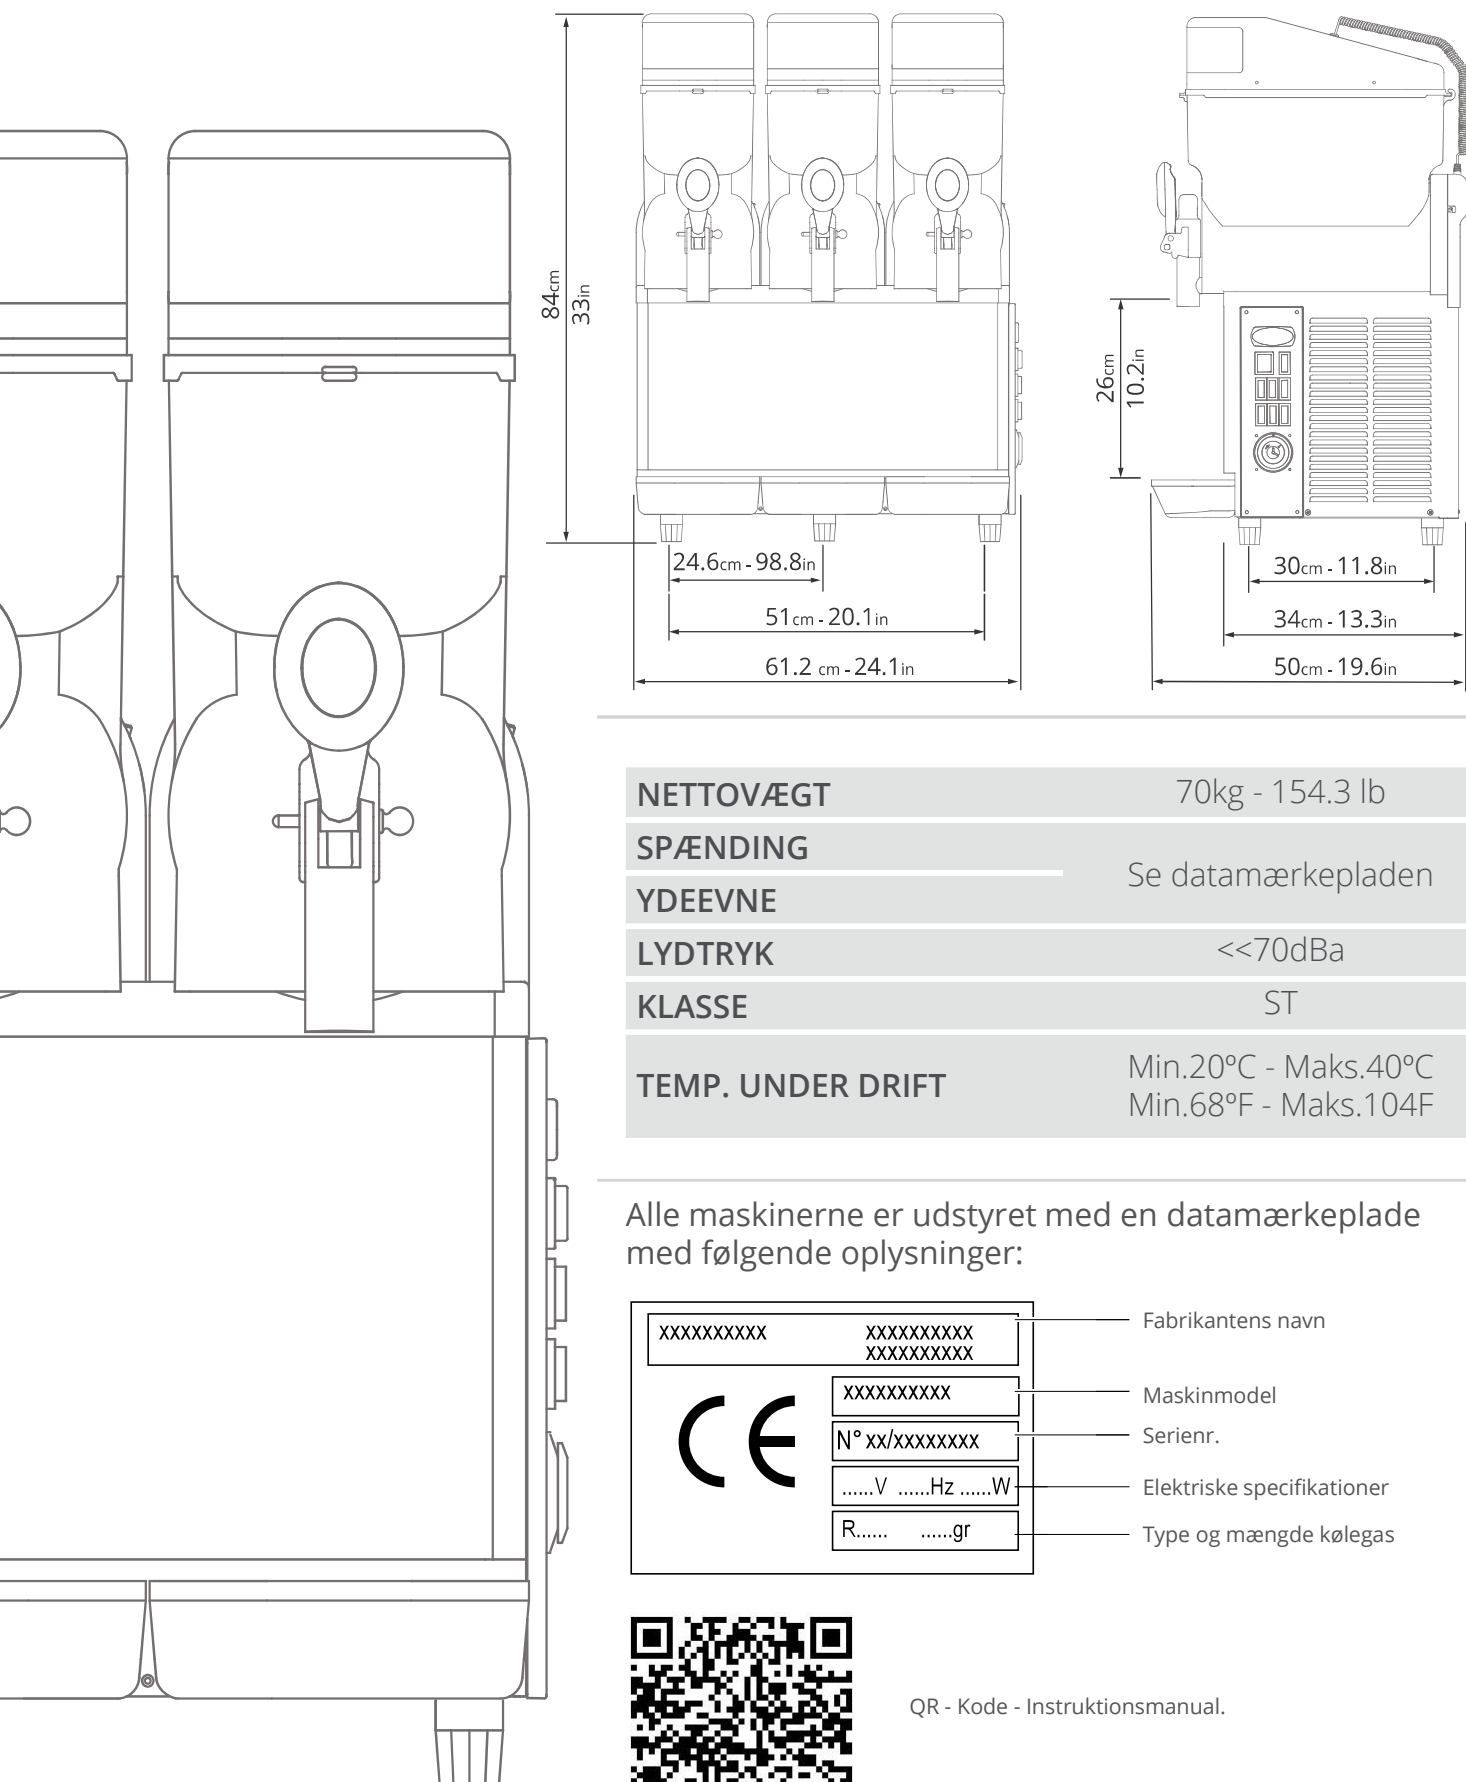 84cm
33in
26cm
10.2in
24.6cm - 98.8in
51cm - 20.1in
61.2 cm - 24.1in
30cm - 11.8in
34cm - 13.3in
50cm - 19.6in
NETTOVÆGT 70kg - 154.3 lb
SPÆNDING
Se datamærkepladen
YDEEVNE
LYDTRYK <<70dBa
KLASSE ST
TEMP. UNDER DRIFT
Min.20ºC - Maks.40ºC
Min.68ºF - Maks.104F
Alle maskinerne er udstyret med en datamærkeplade
med følgende oplysninger:
XXXXXXXXXX XXXXXXXXXX Fabrikantens navn
XXXXXXXXXX
XXXXXXXXXX Maskinmodel
CE
N° xx/xxxxxxxx Serienr.
......V ......Hz ......W Elektriske specifikationer
R...... ......gr Type og mængde kølegas
QR - Kode - Instruktionsmanual.